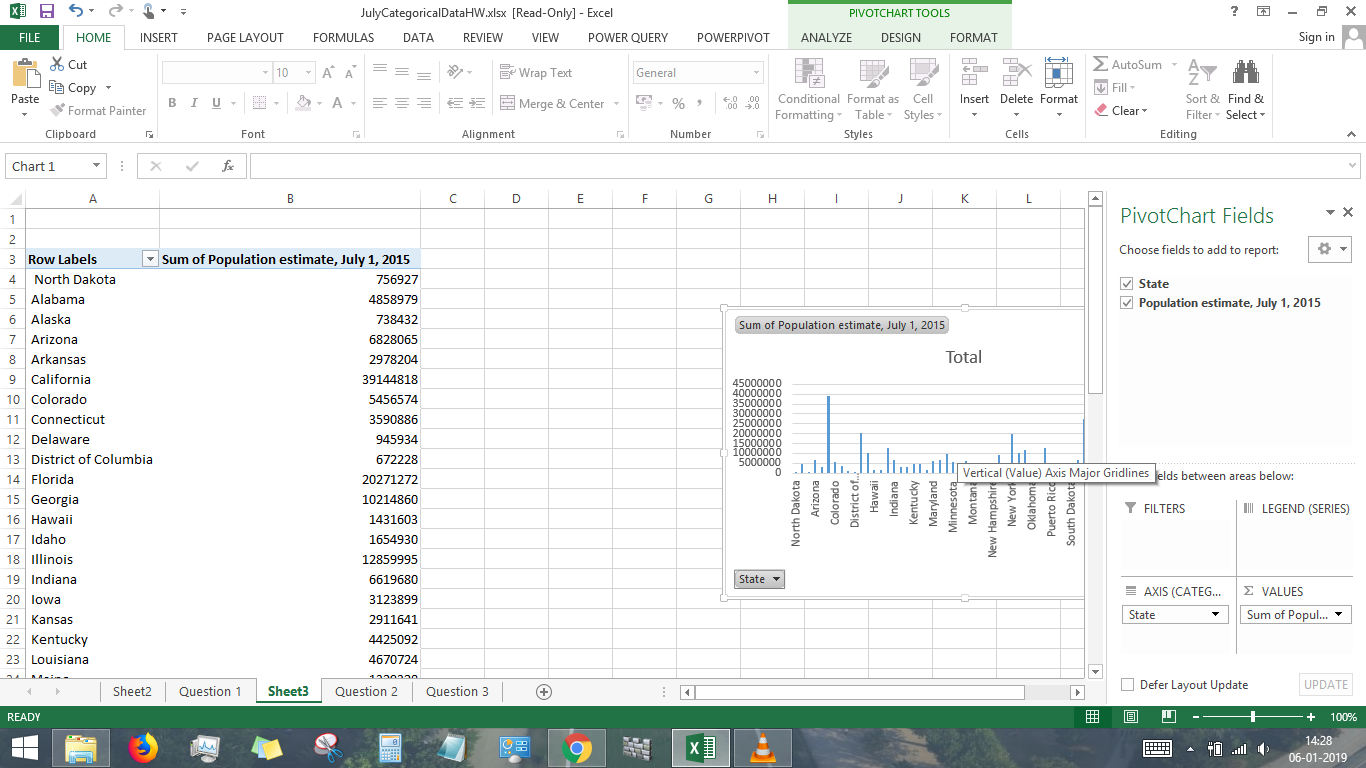 JulyCategoricalDataHW.xlsx [Read-Only] - Excel
PIVOTCHART TOOLS
?
FILE HOME INSERT PAGE LAYOUT FORMULAS DATA REVIEW VIEW POWER QUERY POWERPIVOT ANALYZE DESIGN FORMAT Sign in
Paste
Cut
Copy
Format Painter
Clipboard
10
B I U
Font
Wrap Text
Merge & Center
Alignment
General
%
Number
Conditional Formatting
Format as Table
Cell Styles
Styles
Insert Delete Format
Cells
AutoSum
Fill
Clear
Sort & Filter
Find & Select
Editing
Chart 1
fx
A B C D E F G H I J K L
1
2
3 Row Labels Sum of Population estimate, July 1, 2015
4 North Dakota 756927
5 Alabama 4858979
6 Alaska 738432
7 Arizona 6828065
8 Arkansas 2978204
9 California 39144818
10 Colorado 5456574
11 Connecticut 3590886
12 Delaware 945934
13 District of Columbia 672228
14 Florida 20271272
15 Georgia 10214860
16 Hawaii 1431603
17 Idaho 1654930
18 Illinois 12859995
19 Indiana 6619680
20 Iowa 3123899
21 Kansas 2911641
22 Kentucky 4425092
23 Louisiana 4670724
Sum of Population estimate, July 1, 2015
Total
45000000
40000000
35000000
30000000
25000000
20000000
15000000
10000000
5000000
0
North Dakota
Arizona
Colorado
District of...
Hawaii
Indiana
Kentucky
Maryland
Minnesota
Montana
New Hampshire
New York
Oklahoma
Puerto Rico
South Dakota
State
Vertical (Value) Axis Major Gridlines
PivotChart Fields
Choose fields to add to report:
State
Population estimate, July 1, 2015
elds between areas below:
FILTERS
LEGEND (SERIES)
AXIS (CATEG...
Σ VALUES
State
Sum of Popul...
Defer Layout Update
UPDATE
Sheet2 Question 1 Sheet3 Question 2 Question 3
READY
100%
14:28
06-01-2019